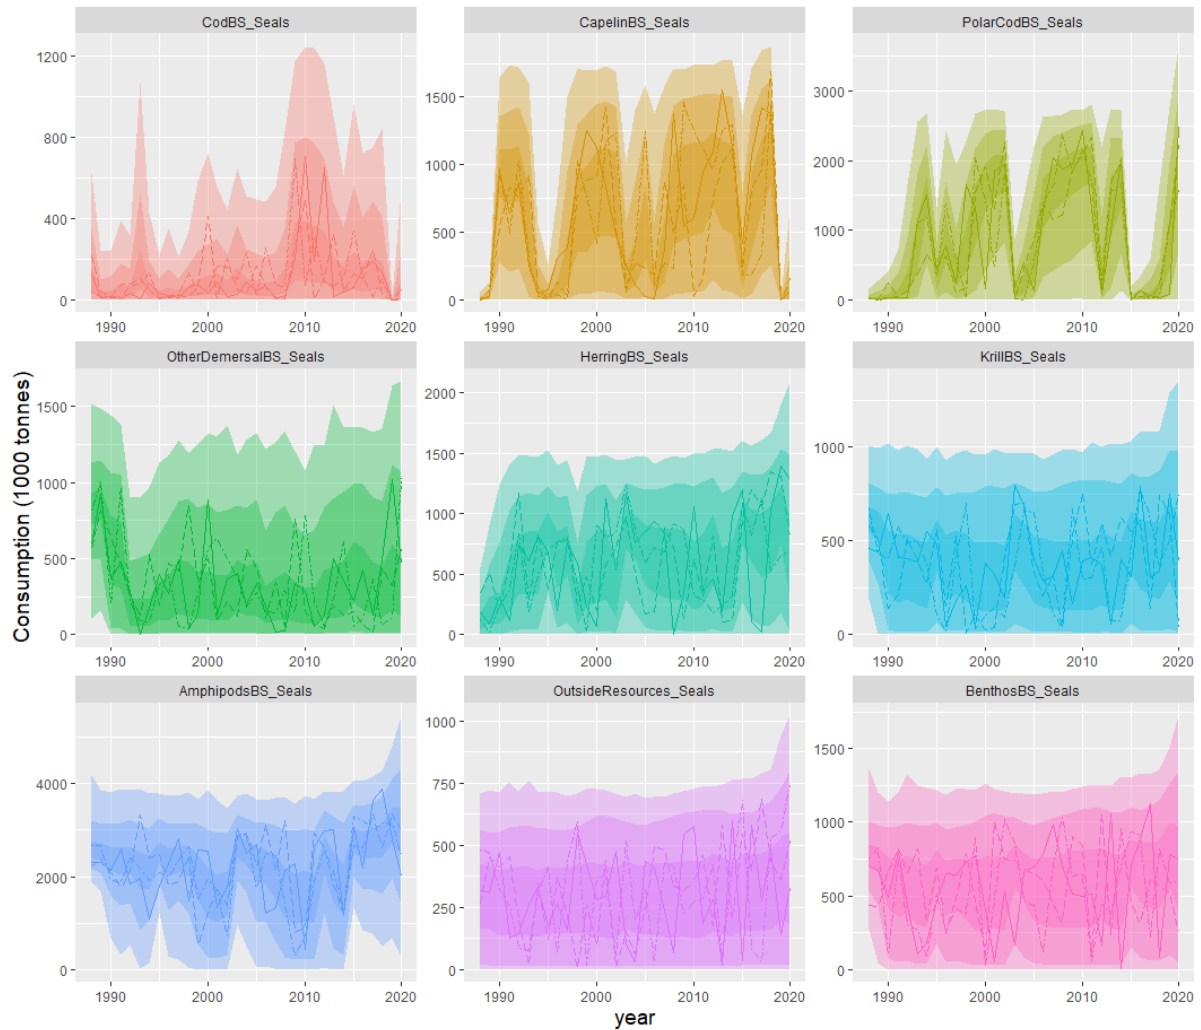 CodBS_Seals
CapelinBS_Seals
PolarCodBS_Seals
1200
800
400
0
1500
1000
500
0
3000
2000
1000
0
1990 2000 2010 2020
1990 2000 2010 2020
1990 2000 2010 2020
OtherDemersalBS_Seals
HerringBS_Seals
KrillBS_Seals
Consumption (1000 tonnes)
1500
1000
500
0
2000
1500
1000
500
0
1000
500
0
1990 2000 2010 2020
1990 2000 2010 2020
1990 2000 2010 2020
AmphipodsBS_Seals
OutsideResources_Seals
BenthosBS_Seals
4000
2000
0
1000
750
500
250
0
1500
1000
500
0
1990 2000 2010 2020
1990 2000 2010 2020
1990 2000 2010 2020
year